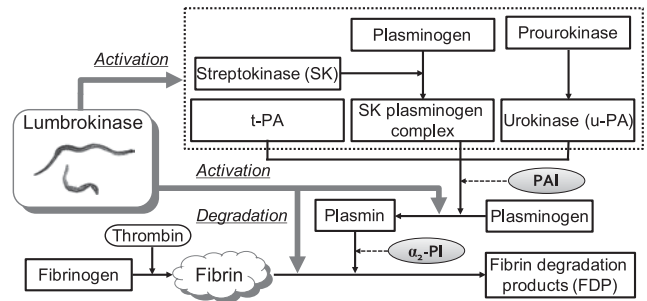 Plasminogen
Prourokinase
Activation
Streptokinase (SK)
Lumbrokinase
t-PA
SK plasminogen
complex
Urokinase (u-PA)
Activation
PAI
Degradation
Plasmin
Plasminogen
Thrombin
α₂-PI
Fibrinogen
Fibrin
Fibrin degradation
products (FDP)